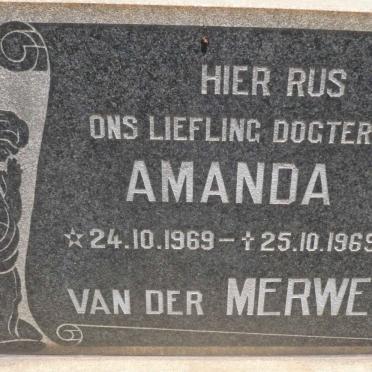 HIER RUS
ONS LIEFLING DOGTER
AMANDA
☆ 24.10.1969 – † 25.10.1969
VAN DER MERWE